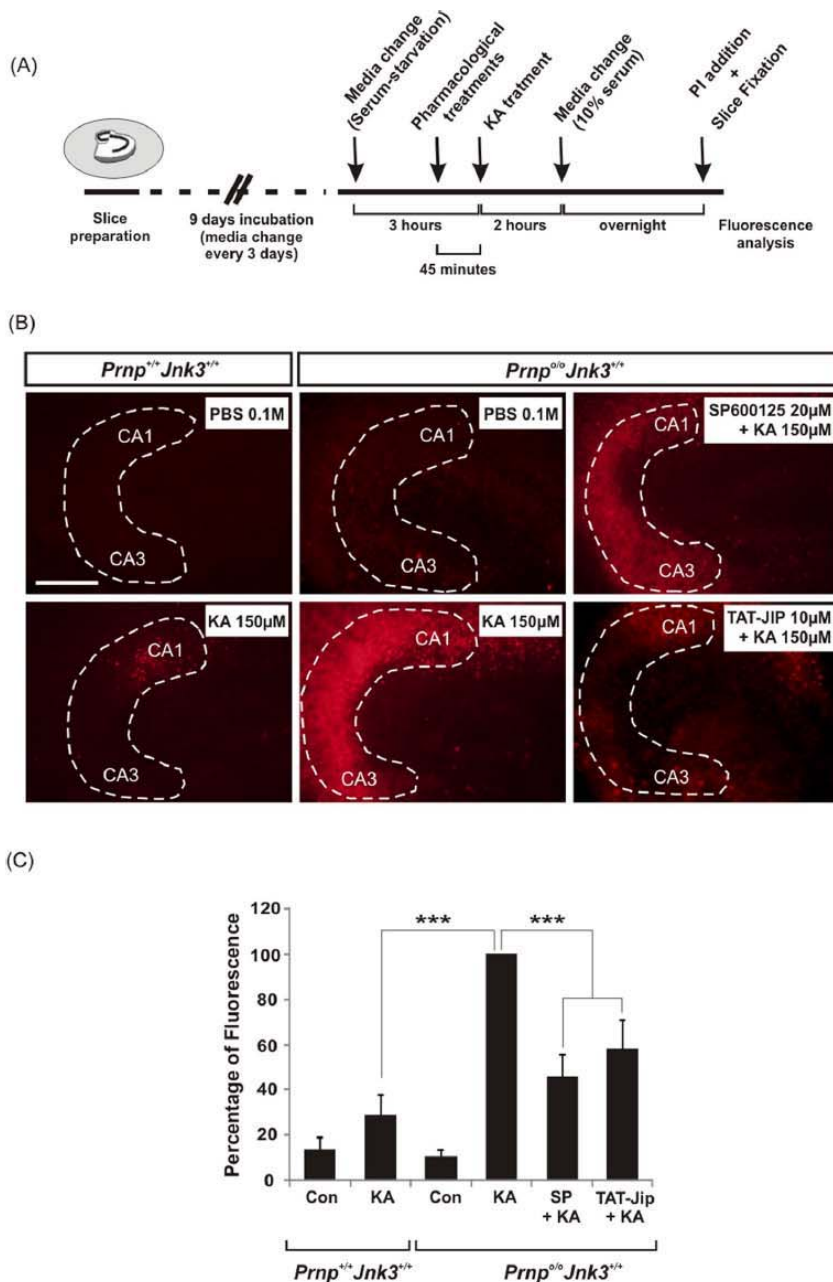 (A)
Media change
(Serum-starvation)
Pharmacological
treatments
KA tratment
Media change
(10% serum)
PI addition
+
Slice Fixation
Slice
preparation
9 days incubation
(media change
every 3 days)
3 hours
2 hours
overnight
Fluorescence
analysis
45 minutes
(B)
Prnp+/+Jnk3+/+
Prnpo/oJnk3+/+
PBS 0.1M
CA1
CA3
PBS 0.1M
CA1
CA3
SP600125 20µM
+ KA 150µM
CA1
CA3
KA 150µM
CA1
CA3
KA 150µM
CA1
CA3
TAT-JIP 10µM
+ KA 150µM
CA1
CA3
(C)
Percentage of Fluorescence
120
100
80
60
40
20
0
***
***
Con
KA
Con
KA
SP
+ KA
TAT-Jip
+ KA
Prnp+/+Jnk3+/+
Prnpo/oJnk3+/+